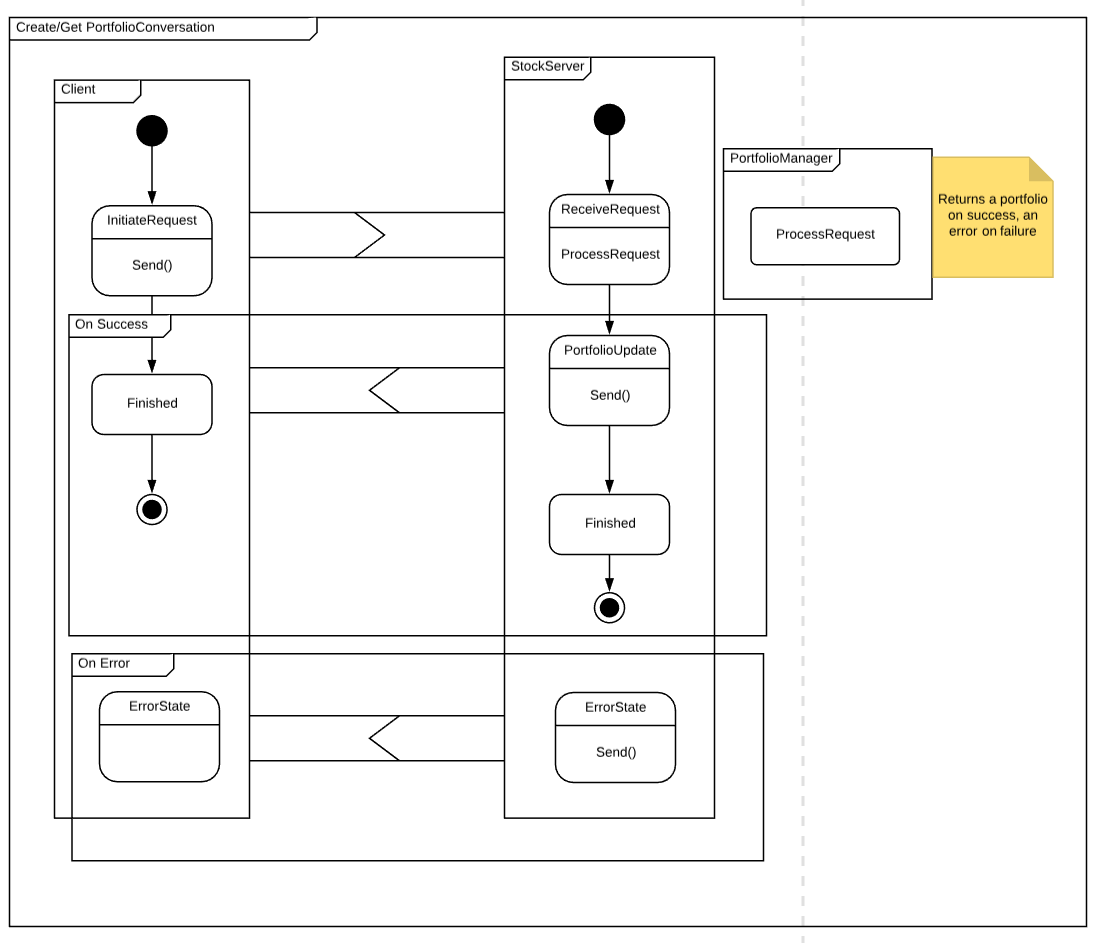 Create/Get PortfolioConversation
StockServer
Client
PortfolioManager
Returns a portfolio
on success, an
error on failure
InitiateRequest
Send()
ReceiveRequest
ProcessRequest
ProcessRequest
On Success
Finished
PortfolioUpdate
Send()
Finished
On Error
ErrorState
ErrorState
Send()